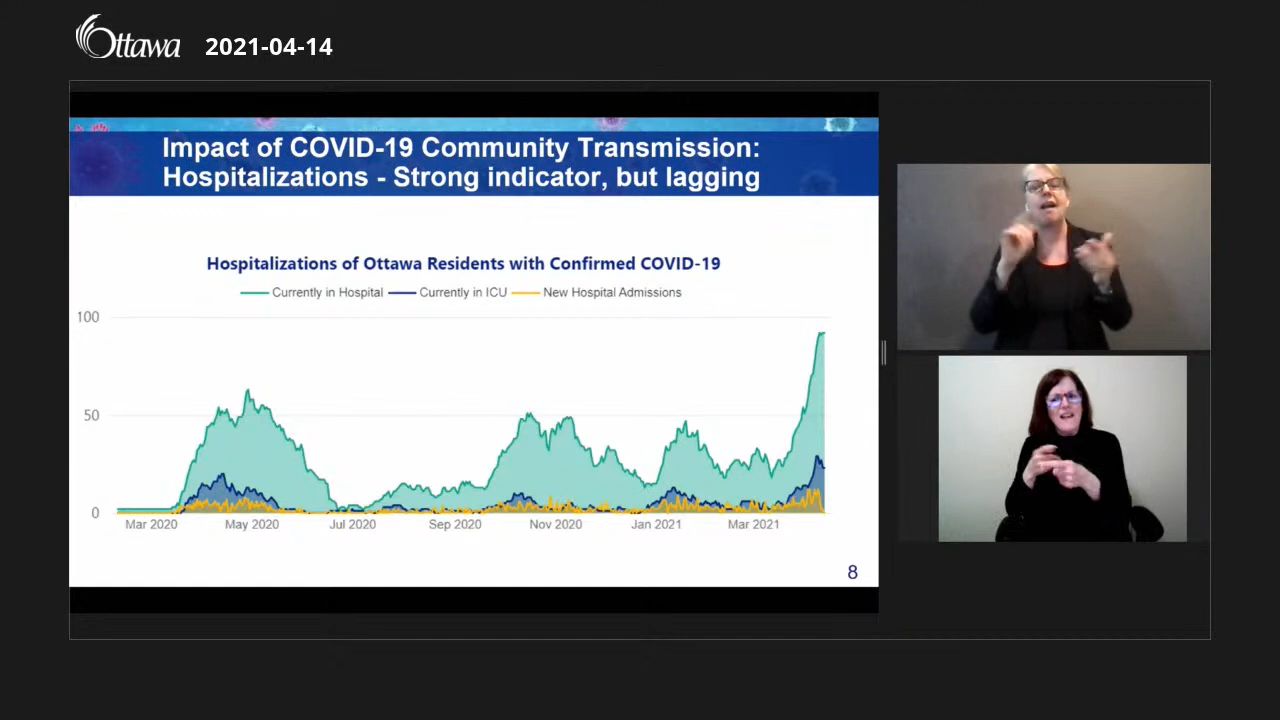 Ottawa 2021-04-14
Impact of COVID-19 Community Transmission:
Hospitalizations - Strong indicator, but lagging
Hospitalizations of Ottawa Residents with Confirmed COVID-19
Currently in Hospital Currently in ICU New Hospital Admissions
100
50
0
Mar 2020 May 2020 Jul 2020 Sep 2020 Nov 2020 Jan 2021 Mar 2021
8